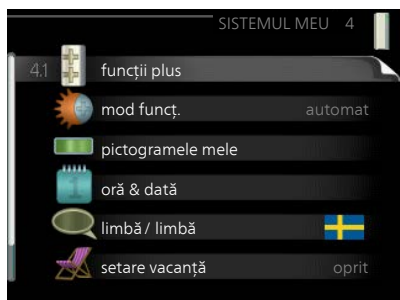 SISTEMUL MEU 4
4.1 funcții plus
mod funcț. automat
pictogramele mele
oră & dată
limbă / limbă
setare vacanță oprit